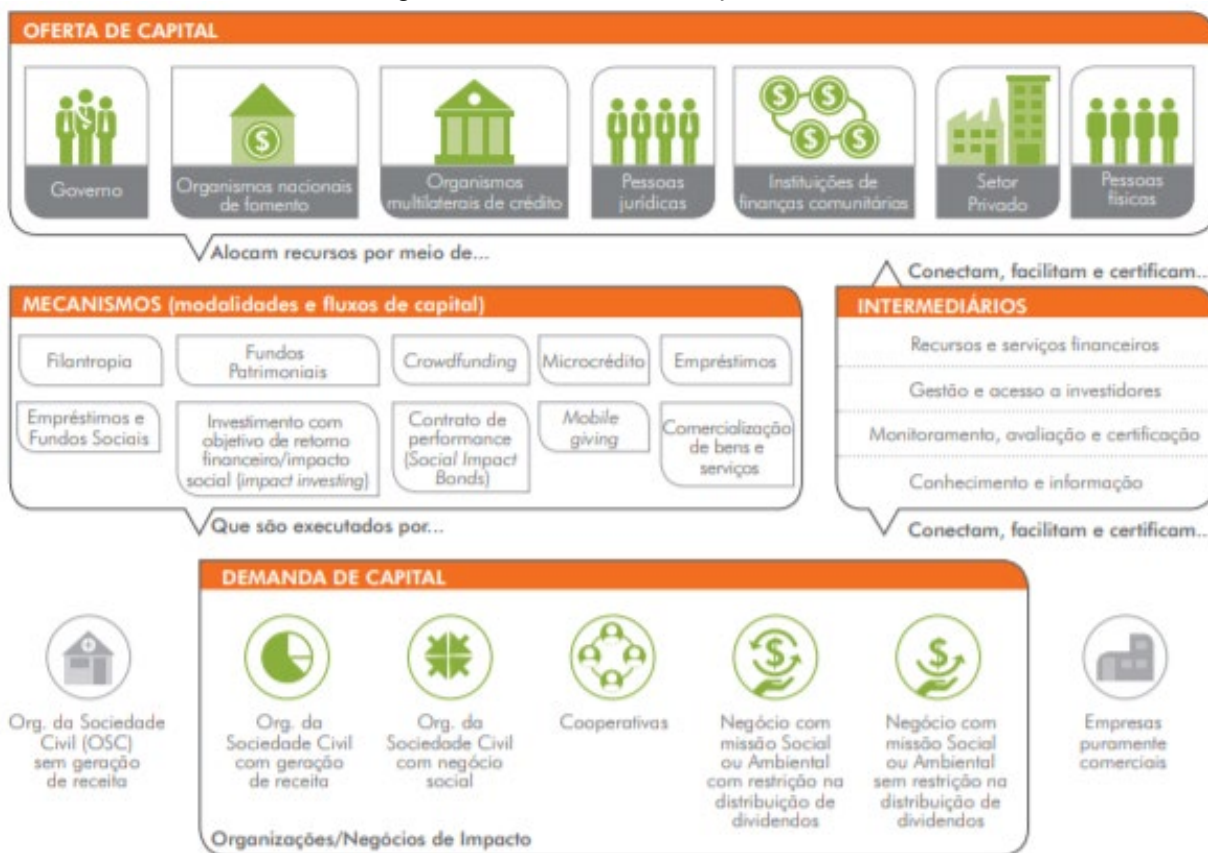 OFERTA DE CAPITAL
Governo
Organismos nacionais
de fomento
Organismos
multilaterais de crédito
Pessoas
jurídicas
Instituições de
finanças comunitárias
Setor
Privado
Pessoas
físicas
Alocam recursos por meio de...
Conectam, facilitam e certificam...
MECANISMOS (modalidades e fluxos de capital)
Filantropia
Fundos
Patrimoniais
Crowdfunding
Microcrédito
Empréstimos
Empréstimos e
Fundos Sociais
Investimento com
objetivo de retorno
financeiro/impacto
social (impact investing)
Contrato de
performance
(Social Impact
Bonds)
Mobile
giving
Comercialização
de bens e
serviços
INTERMEDIÁRIOS
Recursos e serviços financeiros
Gestão e acesso a investidores
Monitoramento, avaliação e certificação
Conhecimento e informação
Que são executados por...
Conectam, facilitam e certificam...
DEMANDA DE CAPITAL
Org. da Sociedade
Civil (OSC)
sem geração
de receita
Org. da
Sociedade Civil
com geração
de receita
Org. da
Sociedade Civil
com negócio
social
Cooperativas
Negócio com
missão Social
ou Ambiental
com restrição na
distribuição de
dividendos
Negócio com
missão Social
ou Ambiental
sem restrição na
distribuição de
dividendos
Empresas
puramente
comerciais
Organizações/Negócios de Impacto